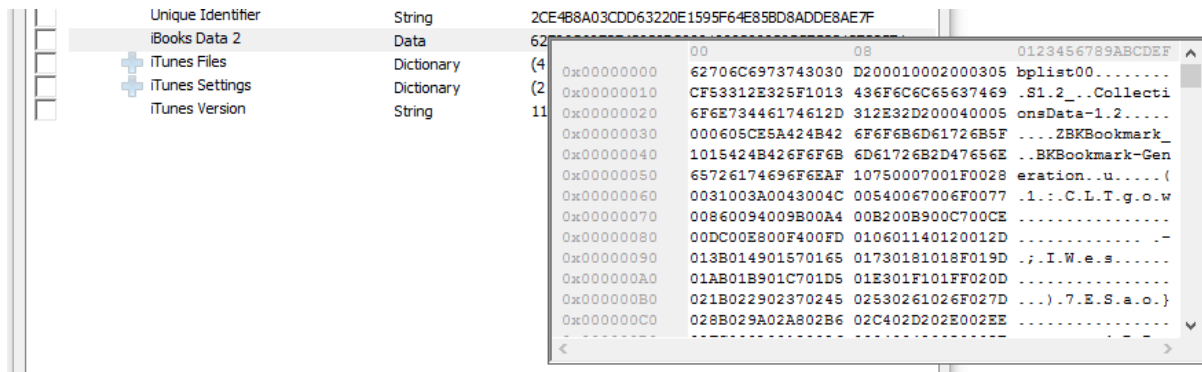 Unique Identifier String 2CE4B8A03CDD63220E1595F64E85BD8ADDE8AE7F
iBooks Data 2 Data
iTunes Files Dictionary (4
iTunes Settings Dictionary (2
iTunes Version String 11
00 08 0123456789ABCDEF
0x00000000 62706C6973743030 D200010002000305 bplist00........
0x00000010 CF53312E325F1013 436F6C6C65637469 .S1.2_..Collecti
0x00000020 6F6E73446174612D 312E32D200040005 onsData-1.2.....
0x00000030 000605CE5A424B42 6F6F6B6D61726B5F ....ZBKBookmark_
0x00000040 1015424B426F6F6B 6D61726B2D47656E ..BKBookmark-Gen
0x00000050 65726174696F6EAF 10750007001F0028 eration..u.....(
0x00000060 0031003A0043004C 00540067006F0077 .1.:.C.L.T.g.o.w
0x00000070 00860094009B00A4 00B200B900C700CE ................
0x00000080 00DC00E800F400FD 010601140120012D ............. .-
0x00000090 013B014901570165 01730181018F019D .;.I.W.e.s......
0x000000A0 01AB01B901C701D5 01E301F101FF020D ................
0x000000B0 021B022902370245 02530261026F027D ...).7.E.S.a.o.}
0x000000C0 028B029A02A802B6 02C402D202E002EE ................